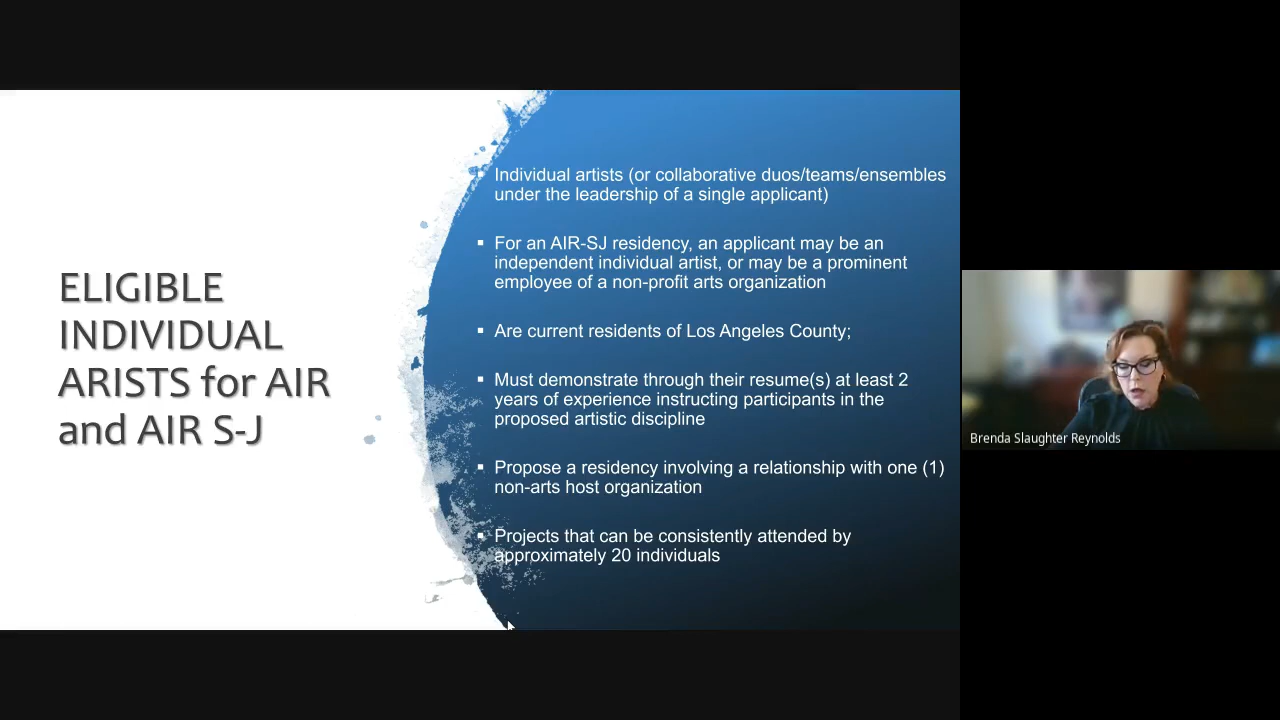 ELIGIBLE
INDIVIDUAL
ARISTS for AIR
and AIR S-J
Individual artists (or collaborative duos/teams/ensembles
under the leadership of a single applicant)
▪ For an AIR-SJ residency, an applicant may be an
independent individual artist, or may be a prominent
employee of a non-profit arts organization
▪ Are current residents of Los Angeles County;
▪ Must demonstrate through their resume(s) at least 2
years of experience instructing participants in the
proposed artistic discipline
▪ Propose a residency involving a relationship with one (1)
non-arts host organization
▪ Projects that can be consistently attended by
approximately 20 individuals
Brenda Slaughter Reynolds